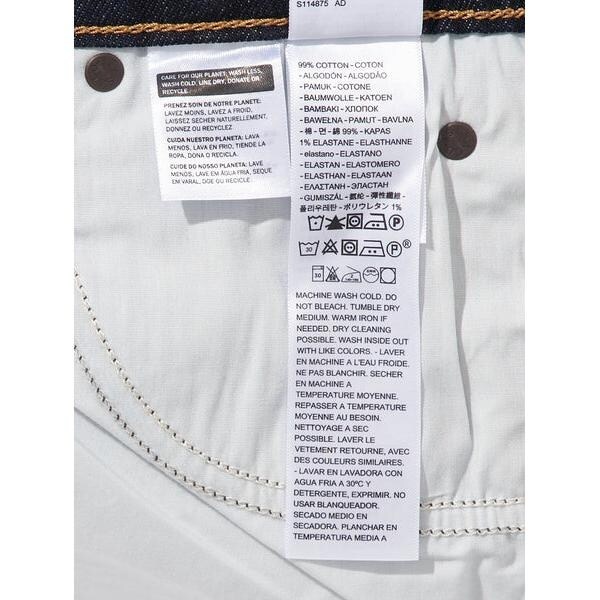 S114875 AD
CARE FOR OUR PLANET: WASH LESS,
WASH COLD, LINE DRY, DONATE OR
RECYCLE.
PRENEZ SOIN DE NOTRE PLANETE:
LAVEZ MOINS, LAVEZ A FROID,
LAISSEZ SECHER NATURELLEMENT,
DONNEZ OU RECYCLEZ
CUIDA NUESTRO PLANETA: LAVA
MENOS, LAVA EN FRIO, TIENDE LA
ROPA, DONA O RECICLA.
CUIDE DO NOSSO PLANETA: LAVE
MENOS, LAVE EM ÁGUA FRIA, SEQUE
EM VARAL, DOE OU RECICLE.
99% COTTON - COTON
- ALGODÓN - ALGODÃO
- PAMUK - COTONE
- BAUMWOLLE - KATOEN
- BAMBAKI - ХЛОПОК
BAWEŁNA - PAMUT - BAVLNA
- 棉 - 면 - 綿 99% - KAPAS
1% ELASTANE - ELASTHANNE
- elastano - ELASTANO
- ELASTAN - ELASTOMERO
- ELASTHAN - ELASTAAN
- ΕΛΑΣΤΑΝΗ - ЭЛАСТАН
- GUMISZÁL - 氨纶 - 彈性纖維 -
폴리우레탄 - ポリウレタン 1%
P
30 P®
30
MACHINE WASH COLD. DO
NOT BLEACH. TUMBLE DRY
MEDIUM. WARM IRON IF
NEEDED. DRY CLEANING
POSSIBLE. WASH INSIDE OUT
WITH LIKE COLORS. - LAVER
EN MACHINE A L'EAU FROIDE.
NE PAS BLANCHIR. SECHER
EN MACHINE A
TEMPERATURE MOYENNE.
REPASSER A TEMPERATURE
MOYENNE AU BESOIN.
NETTOYAGE A SEC
POSSIBLE. LAVER LE
VETEMENT RETOURNE, AVEC
DES COULEURS SIMILAIRES.
- LAVAR EN LAVADORA CON
AGUA FRIA A 30ºC Y
DETERGENTE, EXPRIMIR. NO
USAR BLANQUEADOR.
SECADO MEDIO EN
SECADORA. PLANCHAR EN
TEMPERATURA MEDIA A